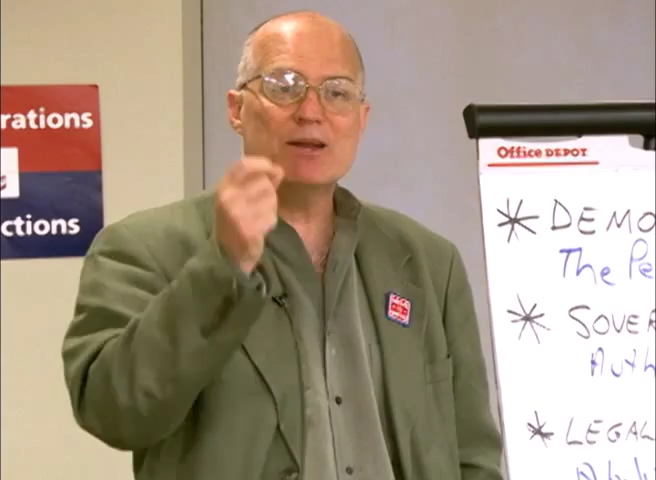 rations
ctions
Office DEPOT
* DEMO
The Pe
* SOVER
Auth
* LEGAL